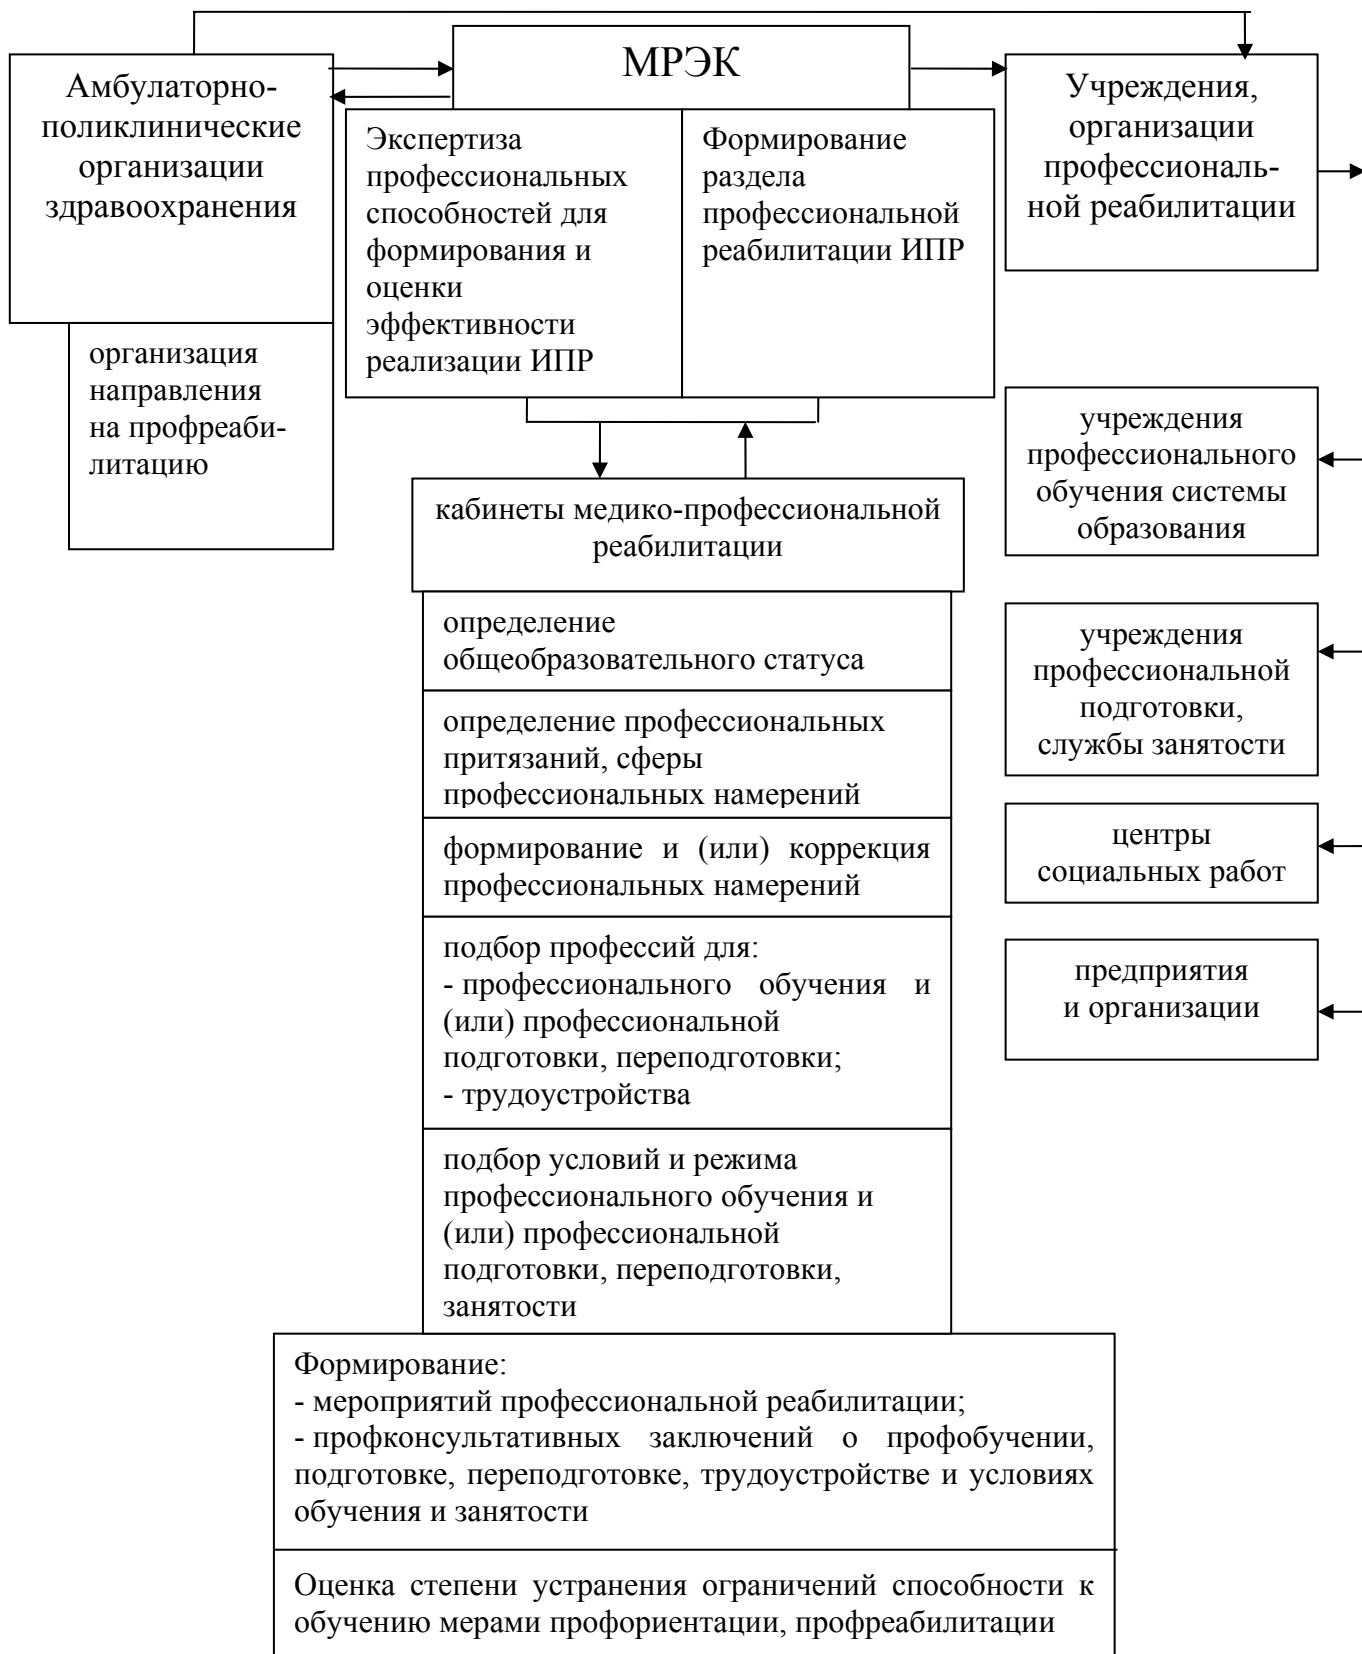 МРЭК
Амбулаторно-
поликлинические
организации
здравоохранения
организация
направления
на профреаби-
литацию
Экспертиза
профессиональных
способностей для
формирования и
оценки
эффективности
реализации ИПР
Формирование
раздела
профессиональной
реабилитации ИПР
Учреждения,
организации
профессиональ-
ной реабилитации
учреждения
профессионального
обучения системы
образования
учреждения
профессиональной
подготовки,
службы занятости
центры
социальных работ
предприятия
и организации
кабинеты медико-профессиональной
реабилитации
определение
общеобразовательного статуса
определение профессиональных
притязаний, сферы
профессиональных намерений
формирование и (или) коррекция
профессиональных намерений
подбор профессий для:
- профессионального обучения и
(или) профессиональной
подготовки, переподготовки;
- трудоустройства
подбор условий и режима
профессионального обучения и
(или) профессиональной
подготовки, переподготовки,
занятости
Формирование:
- мероприятий профессиональной реабилитации;
- профконсультативных заключений о профобучении,
подготовке, переподготовке, трудоустройстве и условиях
обучения и занятости
Оценка степени устранения ограничений способности к
обучению мерами профориентации, профреабилитации